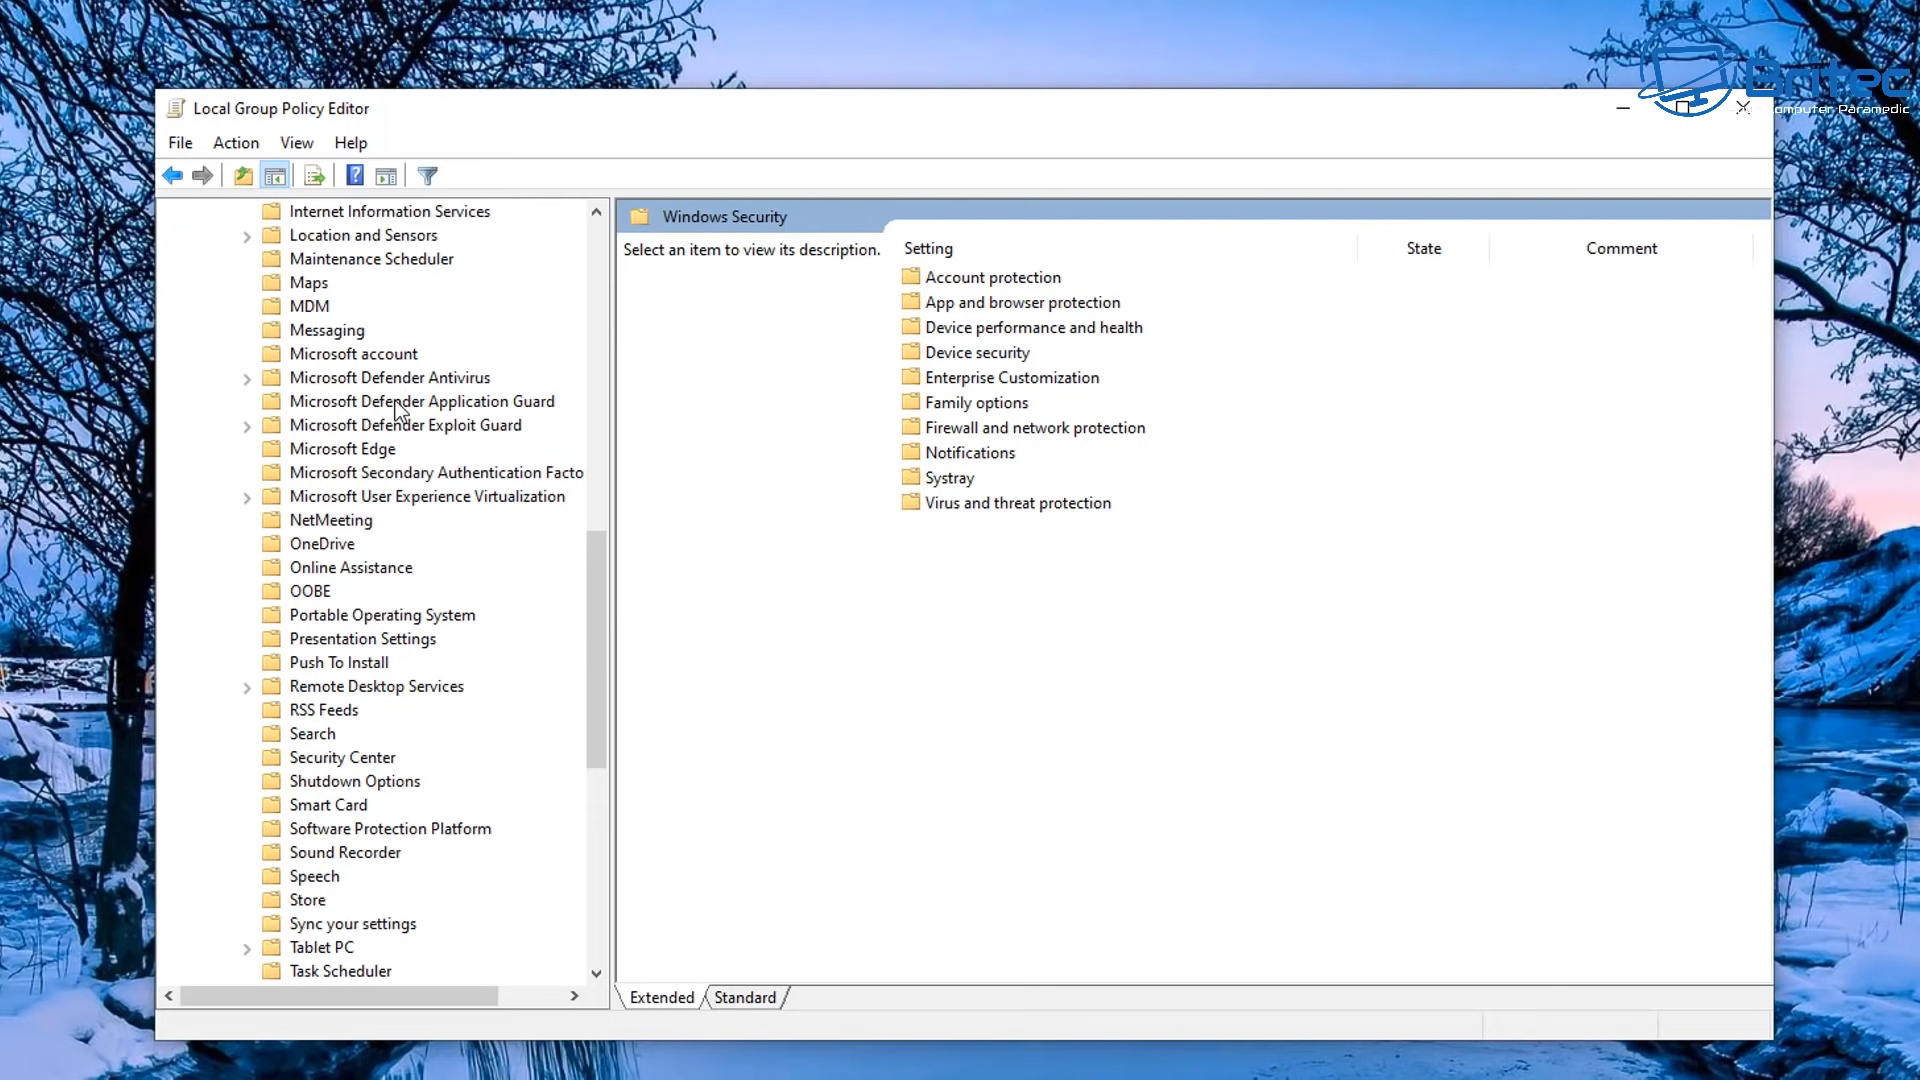 Britec
Computer Paramedic
Local Group Policy Editor
File Action View Help
Internet Information Services
Location and Sensors
Maintenance Scheduler
Maps
MDM
Messaging
Microsoft account
Microsoft Defender Antivirus
Microsoft Defender Application Guard
Microsoft Defender Exploit Guard
Microsoft Edge
Microsoft Secondary Authentication Facto
Microsoft User Experience Virtualization
NetMeeting
OneDrive
Online Assistance
OOBE
Portable Operating System
Presentation Settings
Push To Install
Remote Desktop Services
RSS Feeds
Search
Security Center
Shutdown Options
Smart Card
Software Protection Platform
Sound Recorder
Speech
Store
Sync your settings
Tablet PC
Task Scheduler
Windows Security
Select an item to view its description.
Setting State Comment
Account protection
App and browser protection
Device performance and health
Device security
Enterprise Customization
Family options
Firewall and network protection
Notifications
Systray
Virus and threat protection
Extended Standard